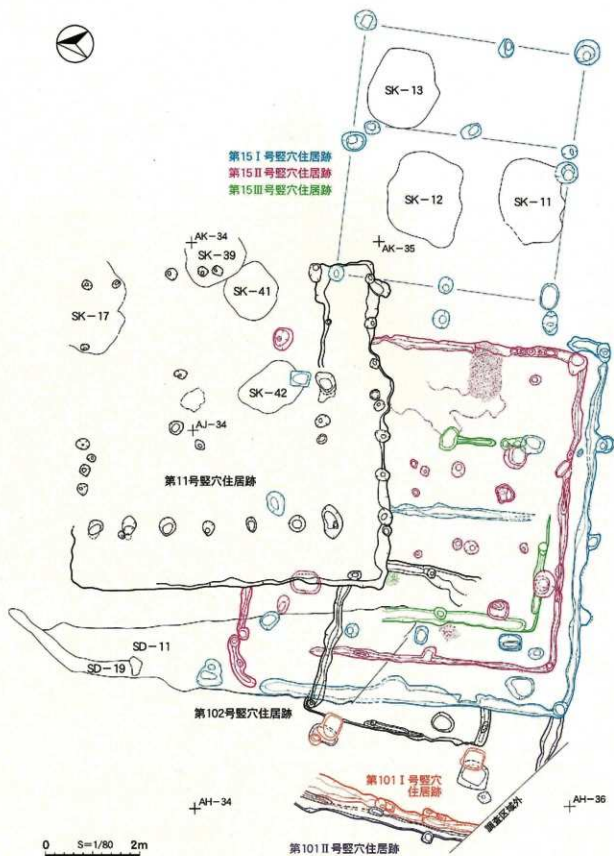 SK-13
第15Ⅰ号竪穴住居跡
第15Ⅱ号竪穴住居跡
第15Ⅲ号竪穴住居跡
SK-12
SK-11
AK-34
SK-39
AK-35
SK-41
SK-17
SK-42
AJ-34
第11号竪穴住居跡
SD-11
SD-19
第102号竪穴住居跡
第101Ⅰ号竪穴
住居跡
調査区域外
AH-34
AH-36
0 S=1/80 2m
第101Ⅱ号竪穴住居跡